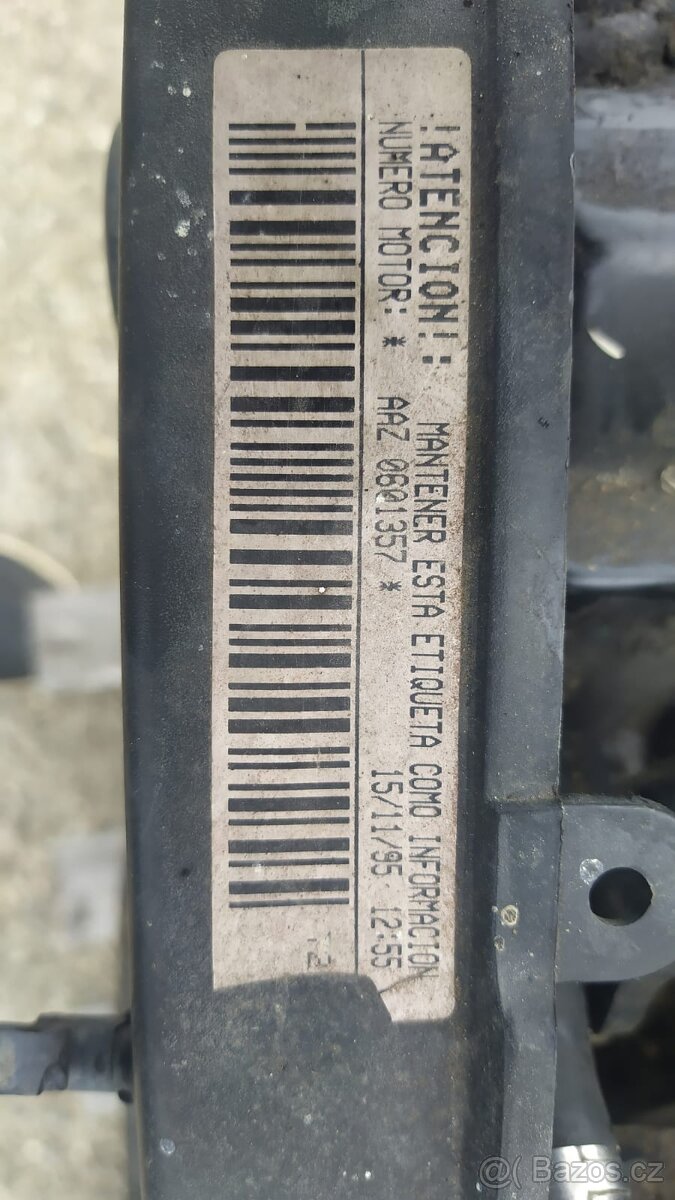 !ATENCION!: MANTENER ESTA ETIQUETA COMO INFORMACION
NUMERO MOTOR: * AAZ 0601357 * 15/11/95 12:55
© Bazos.cz